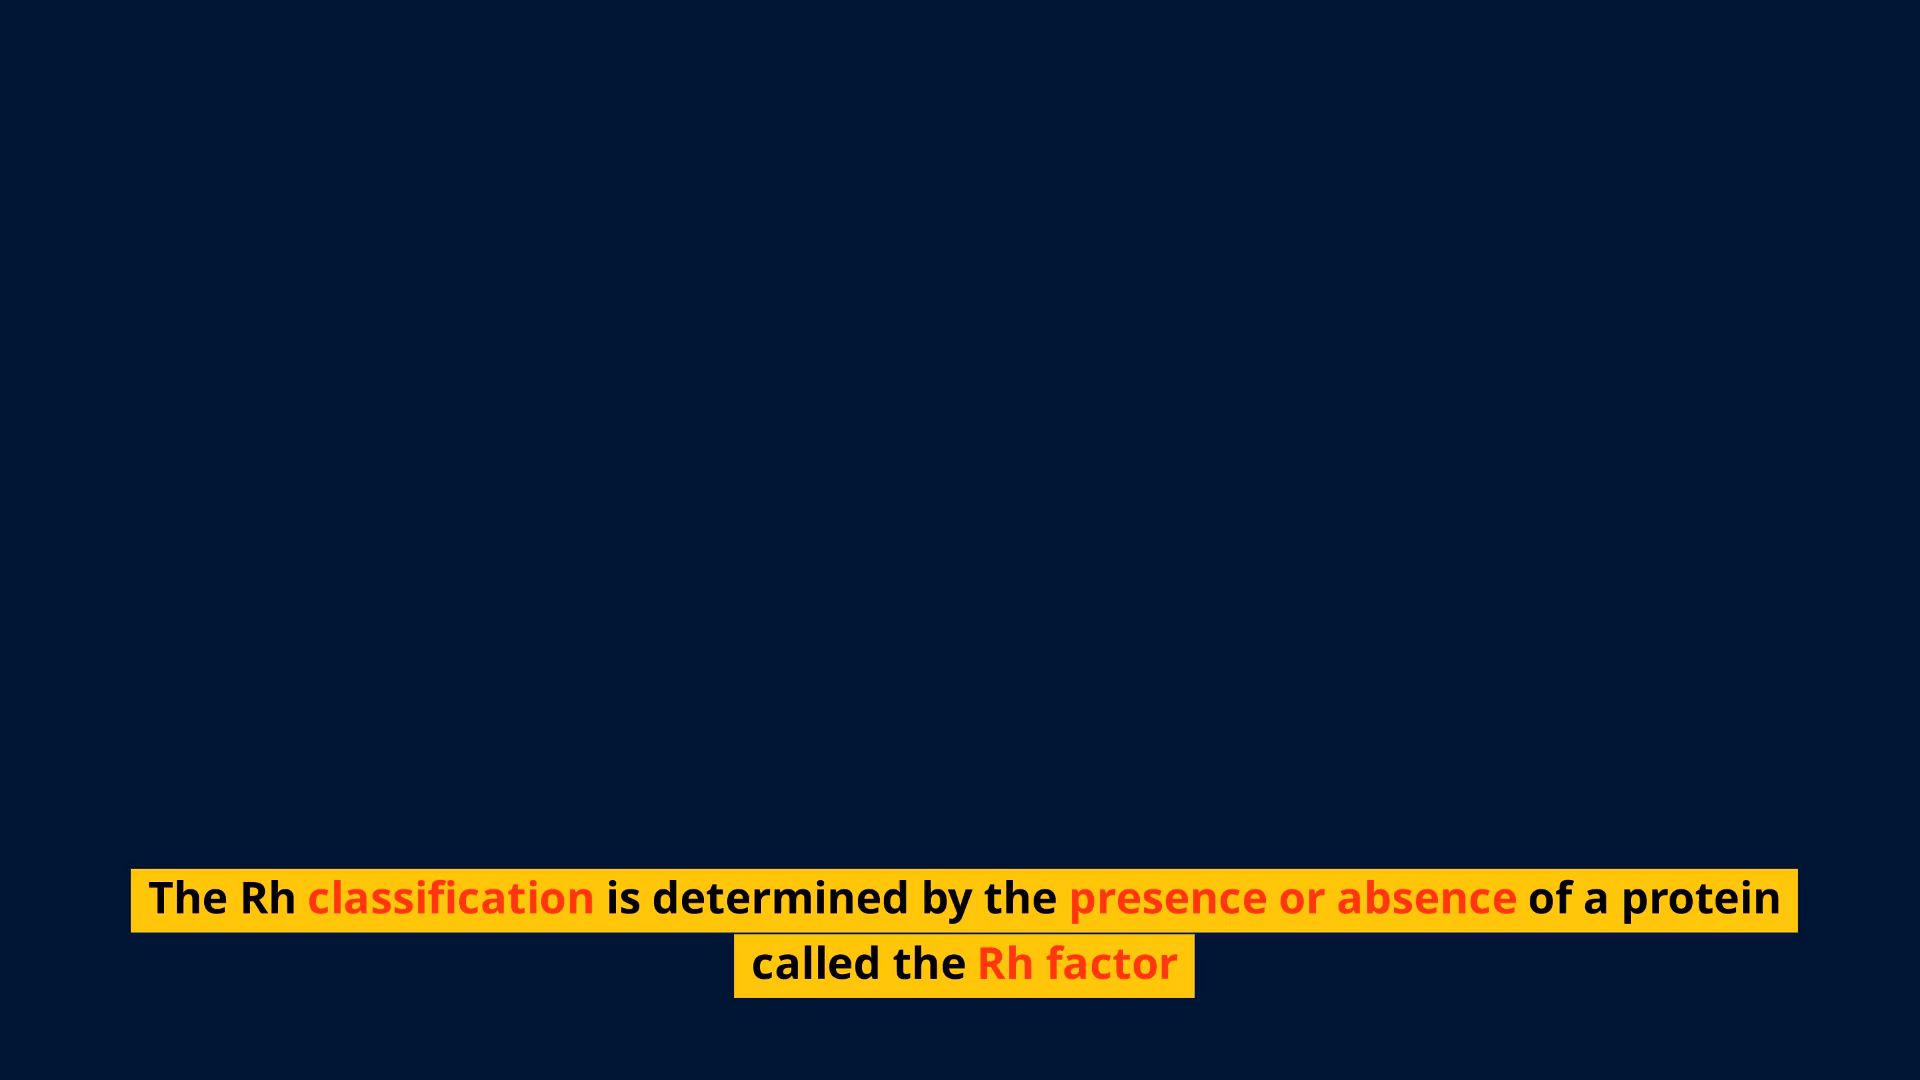 The Rh classification is determined by the presence or absence of a protein
called the Rh factor